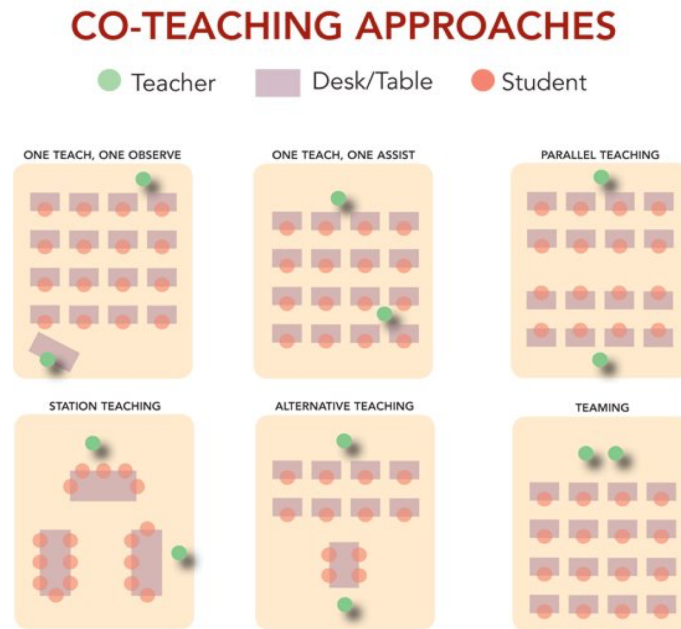 CO-TEACHING APPROACHES
Teacher Desk/Table Student
ONE TEACH, ONE OBSERVE
ONE TEACH, ONE ASSIST
PARALLEL TEACHING
STATION TEACHING
ALTERNATIVE TEACHING
TEAMING